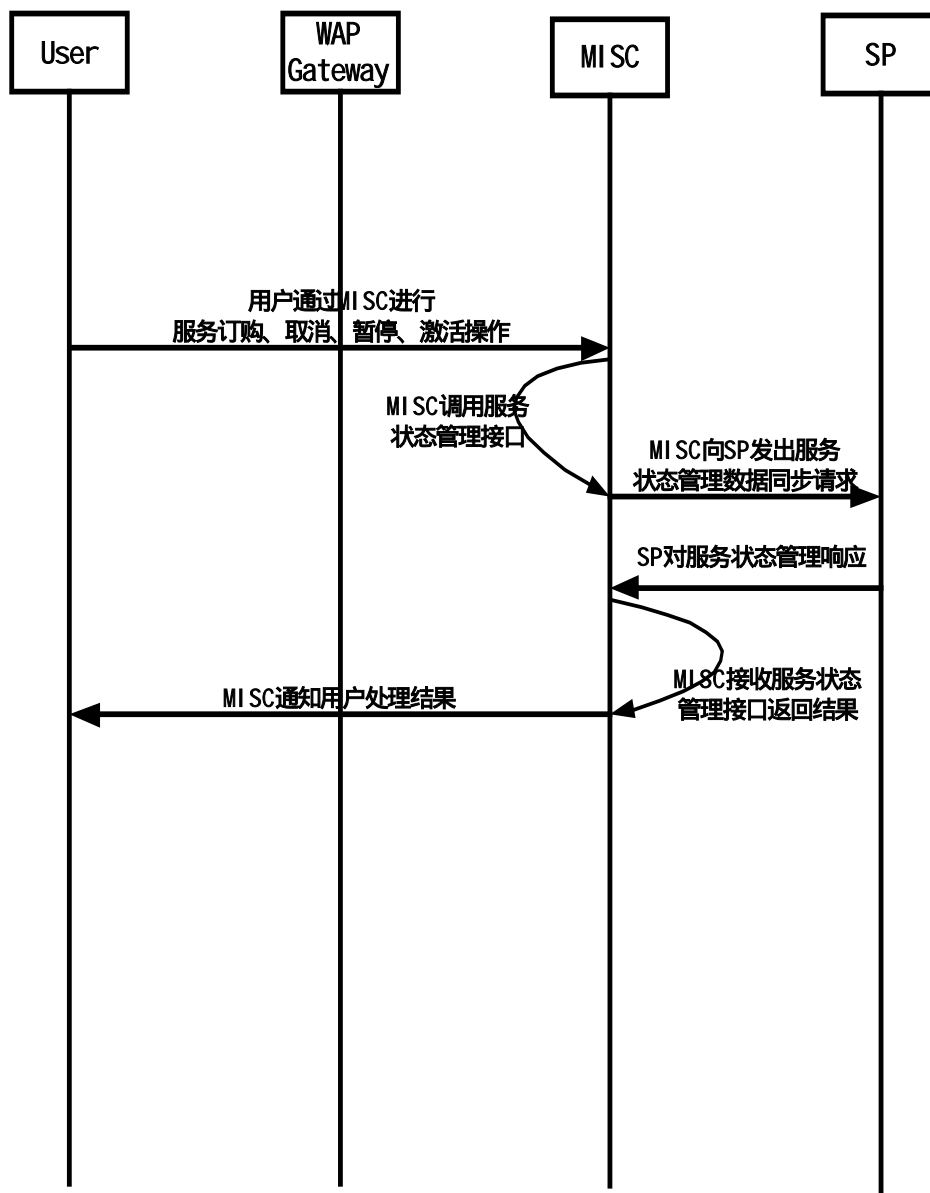 User
WAP
Gateway
MISC
SP
用户通过MISC进行
服务订购、取消、暂停、激活操作
MISC调用服务
状态管理接口
MISC向SP发出服务
状态管理数据同步请求
SP对服务状态管理响应
MISC接收服务状态
管理接口返回结果
MISC通知用户处理结果